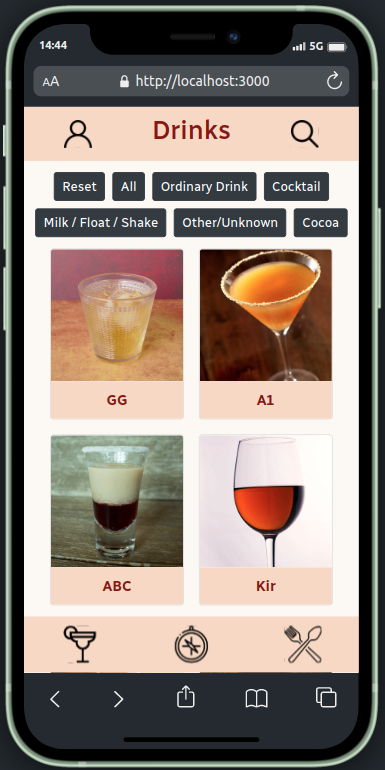 14:44
5G
AA
http://localhost:3000
Drinks
Reset All Ordinary Drink Cocktail
Milk / Float / Shake Other/Unknown Cocoa
GG A1
ABC Kir